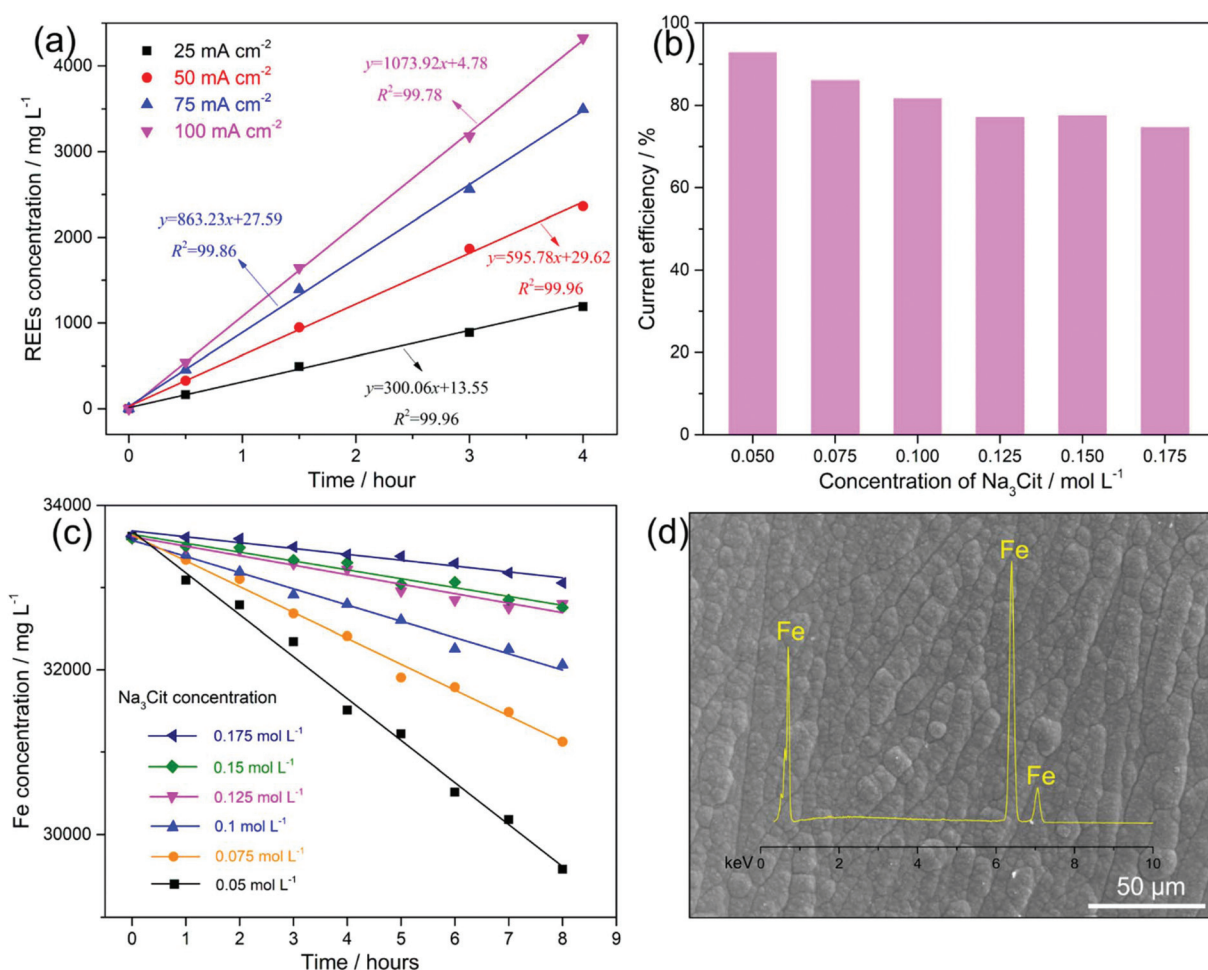 (a)
25 mA cm⁻²
50 mA cm⁻²
75 mA cm⁻²
100 mA cm⁻²
y=1073.92x+4.78
R²=99.78
y=863.23x+27.59
R²=99.86
y=595.78x+29.62
R²=99.96
y=300.06x+13.55
R²=99.96
4000
3000
2000
1000
0
REEs concentration / mg L⁻¹
0 1 2 3 4
Time / hour
(b)
100
80
60
40
20
0
Current efficiency / %
0.050 0.075 0.100 0.125 0.150 0.175
Concentration of Na₃Cit / mol L⁻¹
(c)
34000
32000
30000
Fe concentration / mg L⁻¹
Na₃Cit concentration
0.175 mol L⁻¹
0.15 mol L⁻¹
0.125 mol L⁻¹
0.1 mol L⁻¹
0.075 mol L⁻¹
0.05 mol L⁻¹
0 1 2 3 4 5 6 7 8 9
Time / hours
(d)
Fe
Fe
Fe
keV 0 2 4 6 8 10
50 µm